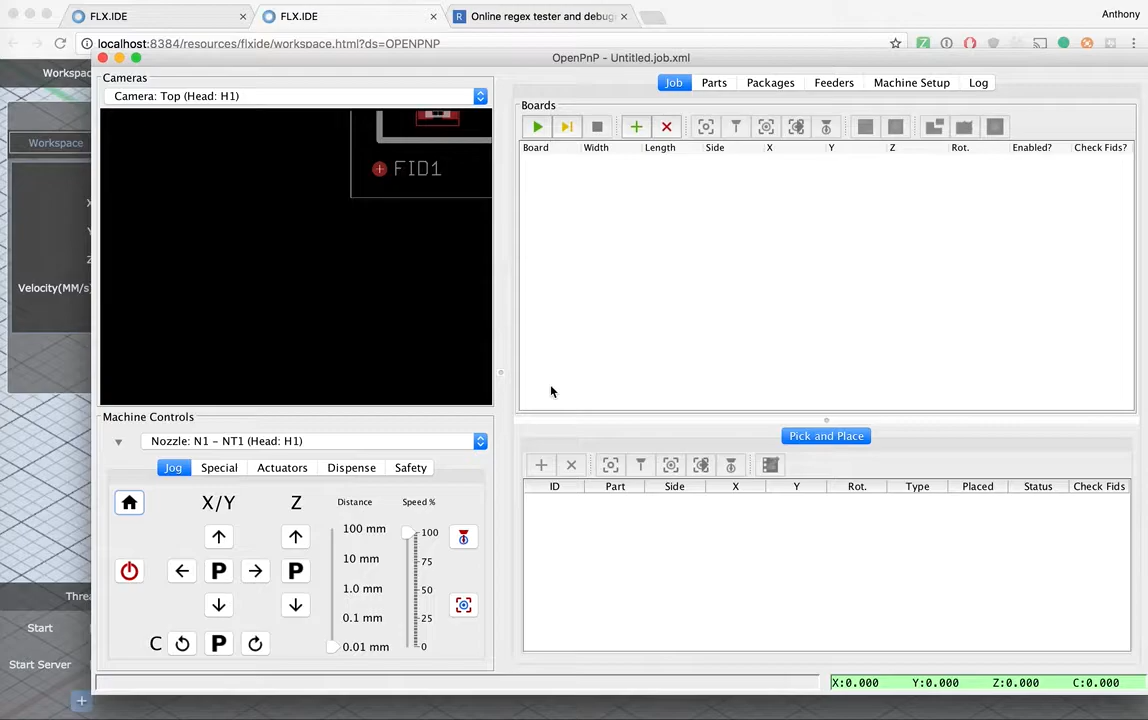 FLX.IDE
FLX.IDE
Online regex tester and debug
Anthony
localhost:8384/resources/flxide/workspace.html?ds=OPENPNP
Workspac
OpenPnP - Untitled.job.xml
Cameras
Camera: Top (Head: H1)
FID1
Workspace
X
Y
Z
Velocity(MM/s)
Job Parts Packages Feeders Machine Setup Log
Boards
Board Width Length Side X Y Z Rot. Enabled? Check Fids?
Machine Controls
Nozzle: N1 - NT1 (Head: H1)
Jog Special Actuators Dispense Safety
X/Y Z Distance Speed %
100 mm
10 mm
1.0 mm
0.1 mm
0.01 mm
100
75
50
25
0
P P
C P
Pick and Place
ID Part Side X Y Rot. Type Placed Status Check Fids
Threa
Start
Start Server
X:0.000 Y:0.000 Z:0.000 C:0.000